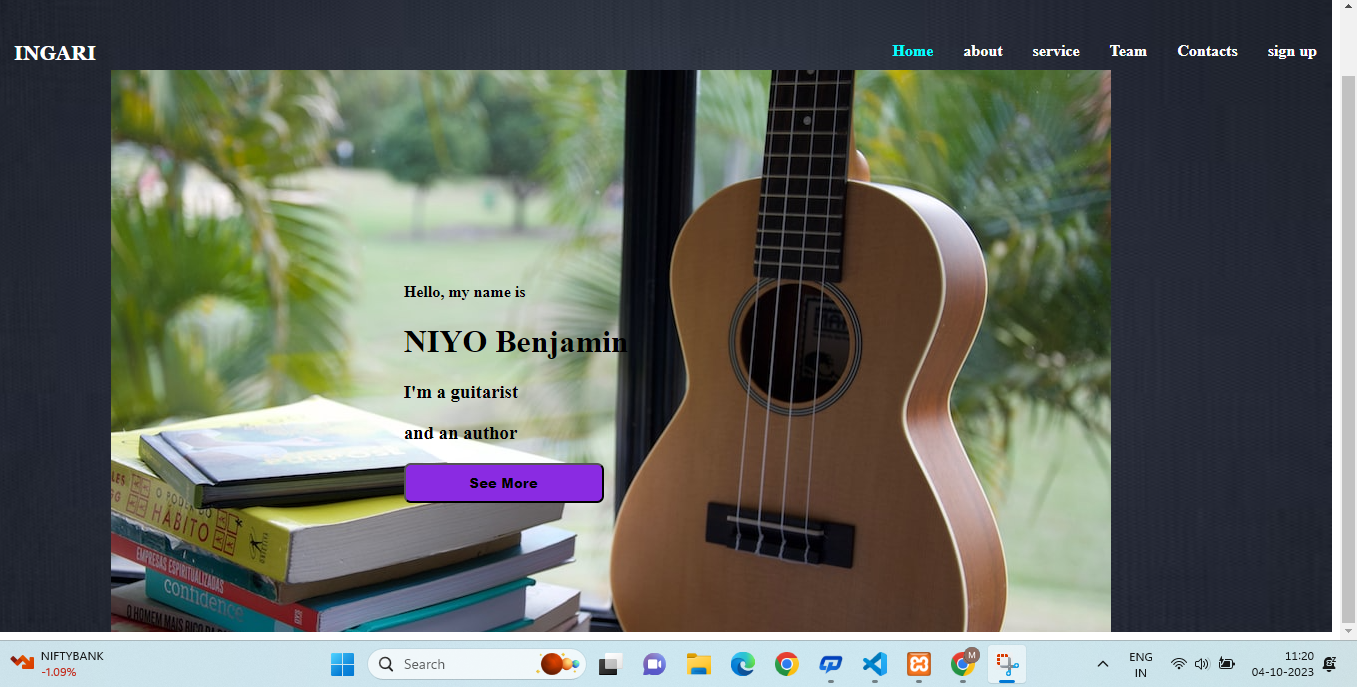 INGARI
Home about service Team Contacts sign up
Hello, my name is
NIYO Benjamin
I'm a guitarist
and an author
See More
HÁBITO
EMPRESAS ESPIRITUALIZADAS
confidence
O HOMEM MAIS RICO DA
NIFTYBANK
-1.09%
Search
M
ENG
IN
11:20
04-10-2023